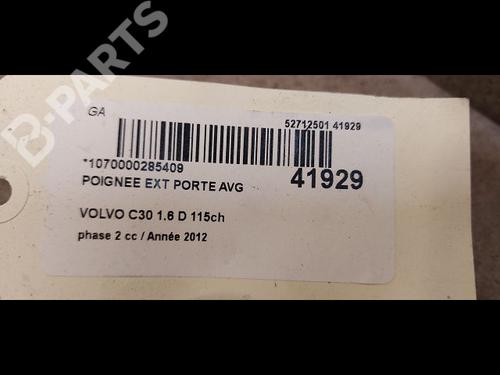 B-PARTS
GA
52712501 41929
*1070000285409
41929
POIGNEE EXT PORTE AVG
VOLVO C30 1.6 D 115ch
phase 2 cc / Année 2012